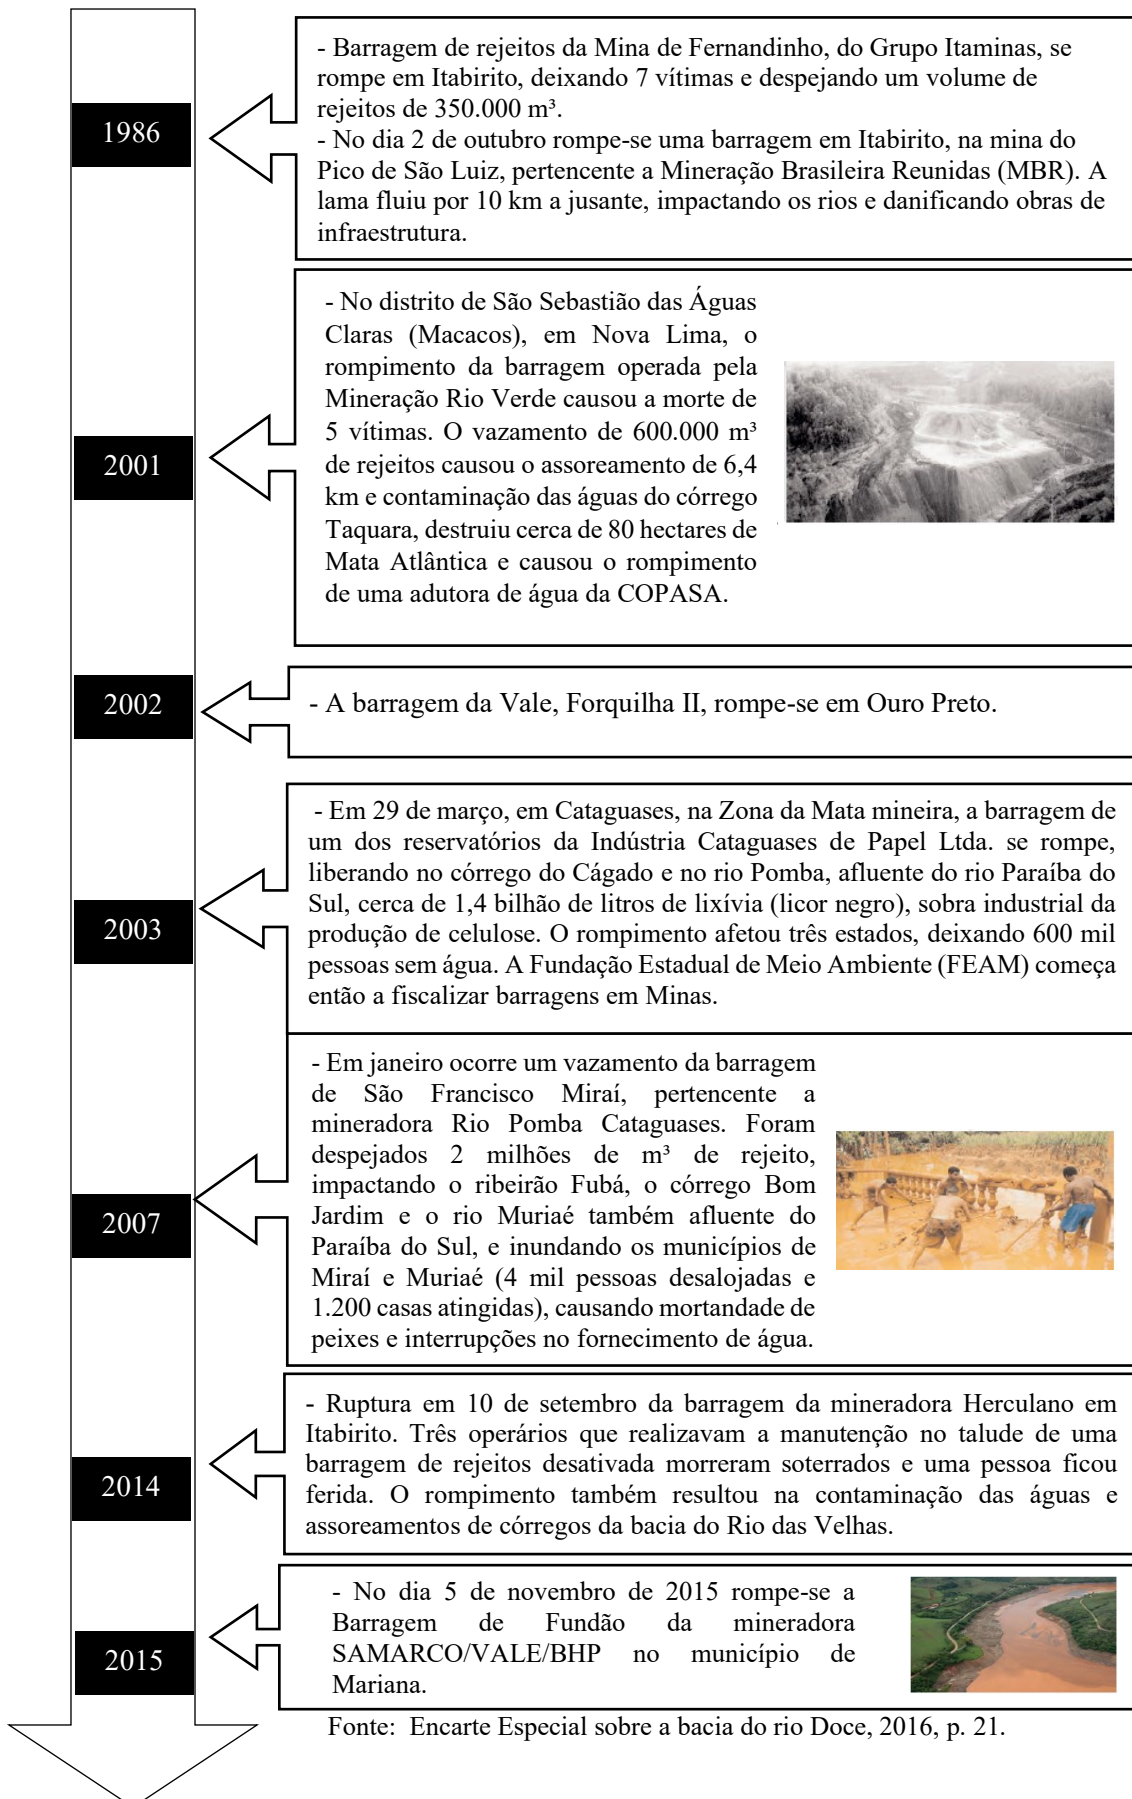 1986
- Barragem de rejeitos da Mina de Fernandinho, do Grupo Itaminas, se
rompe em Itabirito, deixando 7 vítimas e despejando um volume de
rejeitos de 350.000 m³.
- No dia 2 de outubro rompe-se uma barragem em Itabirito, na mina do
Pico de São Luiz, pertencente a Mineração Brasileira Reunidas (MBR). A
lama fluiu por 10 km a jusante, impactando os rios e danificando obras de
infraestrutura.
2001
- No distrito de São Sebastião das Águas
Claras (Macacos), em Nova Lima, o
rompimento da barragem operada pela
Mineração Rio Verde causou a morte de
5 vítimas. O vazamento de 600.000 m³
de rejeitos causou o assoreamento de 6,4
km e contaminação das águas do córrego
Taquara, destruiu cerca de 80 hectares de
Mata Atlântica e causou o rompimento
de uma adutora de água da COPASA.
2002
- A barragem da Vale, Forquilha II, rompe-se em Ouro Preto.
2003
- Em 29 de março, em Cataguases, na Zona da Mata mineira, a barragem de
um dos reservatórios da Indústria Cataguases de Papel Ltda. se rompe,
liberando no córrego do Cágado e no rio Pomba, afluente do rio Paraíba do
Sul, cerca de 1,4 bilhão de litros de lixívia (licor negro), sobra industrial da
produção de celulose. O rompimento afetou três estados, deixando 600 mil
pessoas sem água. A Fundação Estadual de Meio Ambiente (FEAM) começa
então a fiscalizar barragens em Minas.
2007
- Em janeiro ocorre um vazamento da barragem
de São Francisco Miraí, pertencente a
mineradora Rio Pomba Cataguases. Foram
despejados 2 milhões de m³ de rejeito,
impactando o ribeirão Fubá, o córrego Bom
Jardim e o rio Muriaé também afluente do
Paraíba do Sul, e inundando os municípios de
Miraí e Muriaé (4 mil pessoas desalojadas e
1.200 casas atingidas), causando mortandade de
peixes e interrupções no fornecimento de água.
2014
- Ruptura em 10 de setembro da barragem da mineradora Herculano em
Itabirito. Três operários que realizavam a manutenção no talude de uma
barragem de rejeitos desativada morreram soterrados e uma pessoa ficou
ferida. O rompimento também resultou na contaminação das águas e
assoreamentos de córregos da bacia do Rio das Velhas.
2015
- No dia 5 de novembro de 2015 rompe-se a
Barragem de Fundão da mineradora
SAMARCO/VALE/BHP no município de
Mariana.
Fonte: Encarte Especial sobre a bacia do rio Doce, 2016, p. 21.